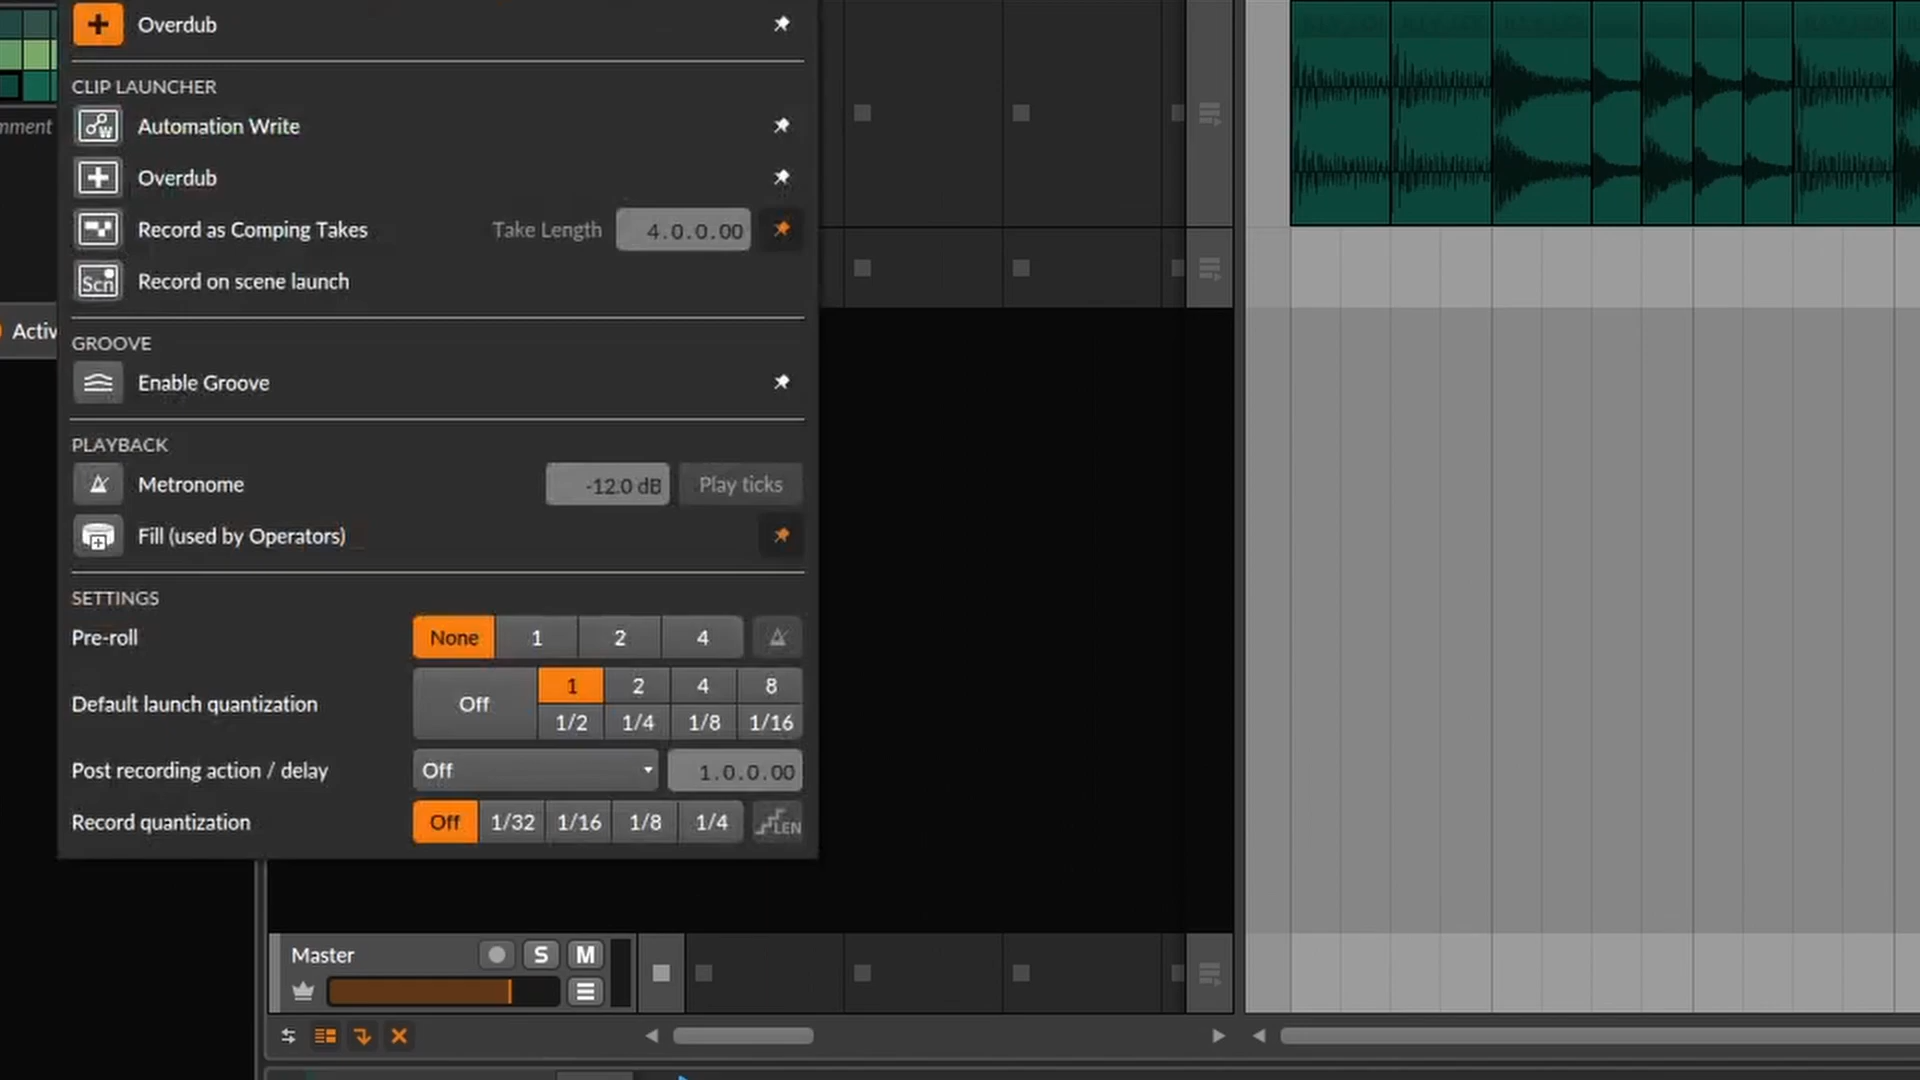 Overdub
CLIP LAUNCHER
mment
Automation Write
Overdub
Record as Comping Takes Take Length 4.0.0.00
Scn Record on scene launch
Activ
GROOVE
Enable Groove
PLAYBACK
Metronome -12.0 dB Play ticks
Fill (used by Operators)
SETTINGS
Pre-roll None 1 2 4
Default launch quantization Off 1 2 4 8
1/2 1/4 1/8 1/16
Post recording action / delay Off 1.0.0.00
Record quantization Off 1/32 1/16 1/8 1/4 LEN
Master S M